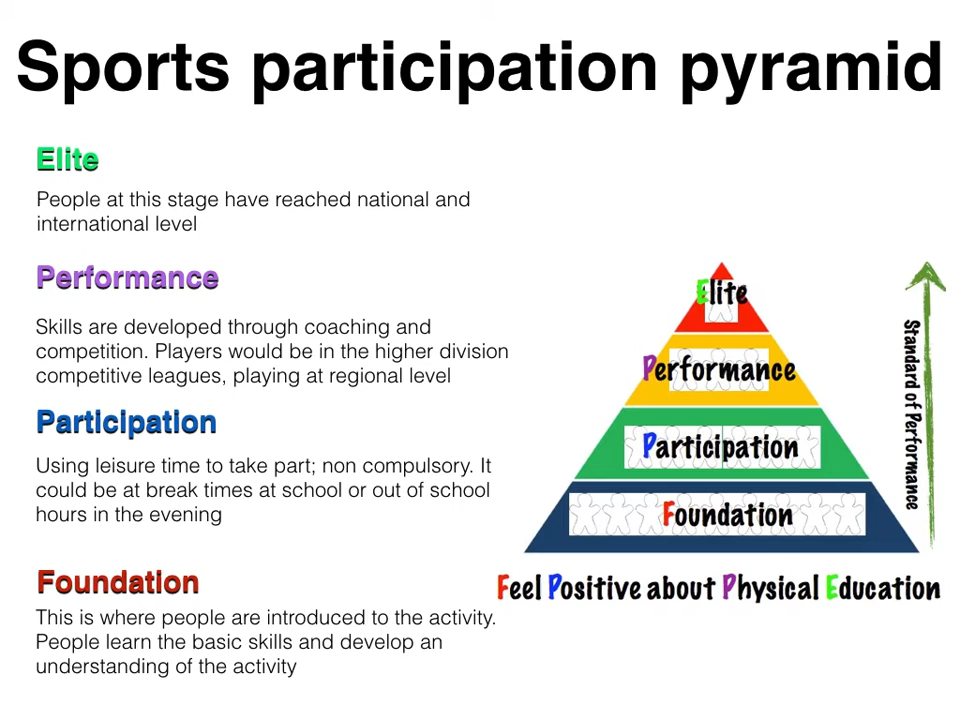 Sports participation pyramid
Elite
People at this stage have reached national and
international level
Performance
Skills are developed through coaching and
competition. Players would be in the higher division
competitive leagues, playing at regional level
Participation
Using leisure time to take part; non compulsory. It
could be at break times at school or out of school
hours in the evening
Foundation
This is where people are introduced to the activity.
People learn the basic skills and develop an
understanding of the activity
Elite
Performance
Participation
Foundation
Standard of Performance
Feel Positive about Physical Education